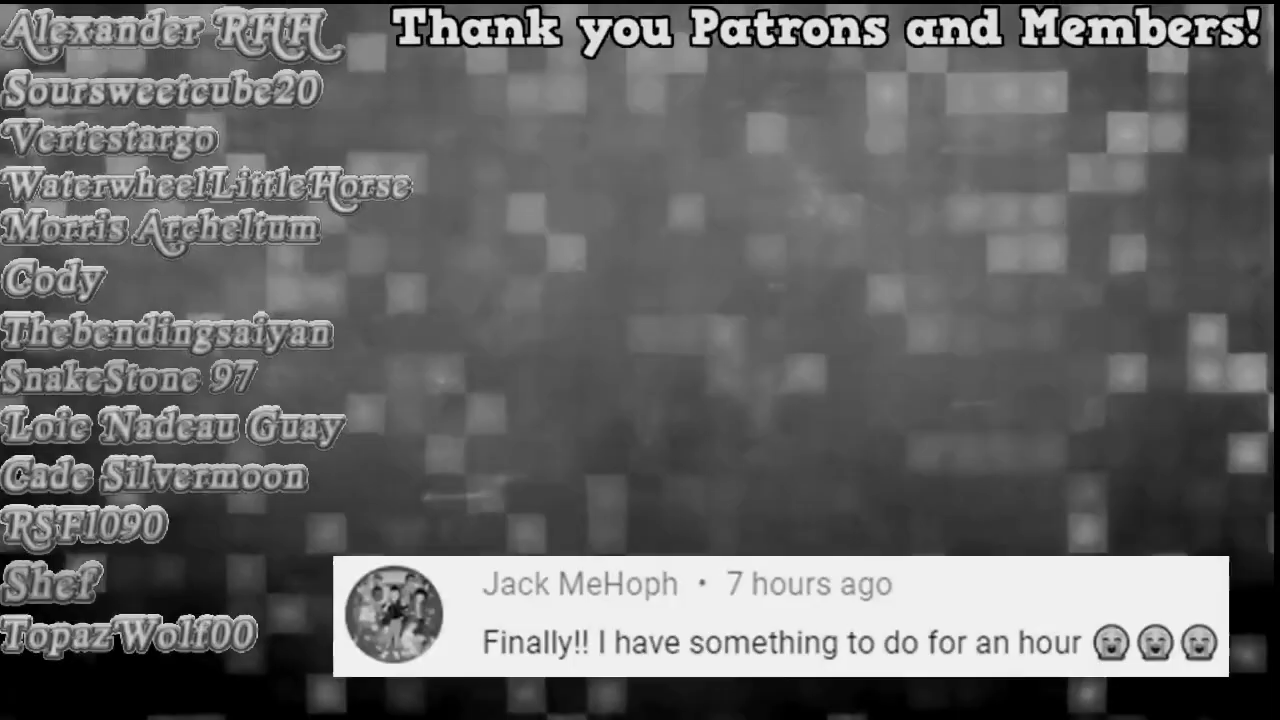 Thank you Patrons and Members!
Alexander RHH
Soursweetcube20
Vertestargo
WaterwheelLittleHorse
Morris Archeltum
Cody
Thebendingsaiyan
SnakeStone 97
Loic Nadeau Guay
Cade Silvermoon
RSF1090
Shef
TopazWolf00
Jack MeHoph • 7 hours ago
Finally!! I have something to do for an hour 😭😭😭